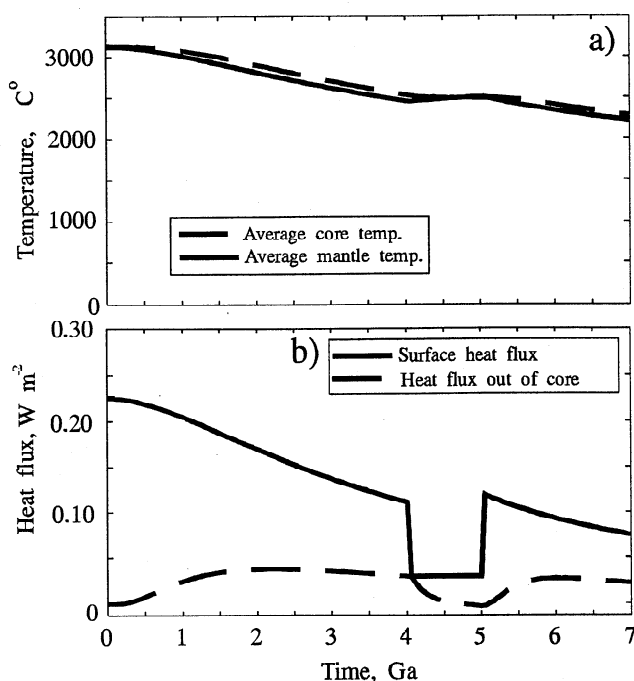 a)
Temperature, C°
3000
2000
1000
0
Average core temp.
Average mantle temp.
b)
Heat flux, W m-2
0.30
0.20
0.10
0
Surface heat flux
Heat flux out of core
0 1 2 3 4 5 6 7
Time, Ga